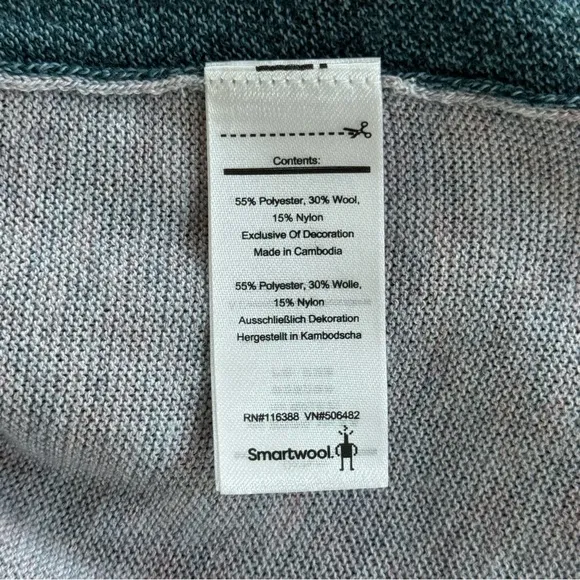 Contents:
55% Polyester, 30% Wool,
15% Nylon
Exclusive Of Decoration
Made in Cambodia
55% Polyester, 30% Wolle,
15% Nylon
Ausschließlich Dekoration
Hergestellt in Kambodscha
RN#116388 VN#506482
Smartwool.